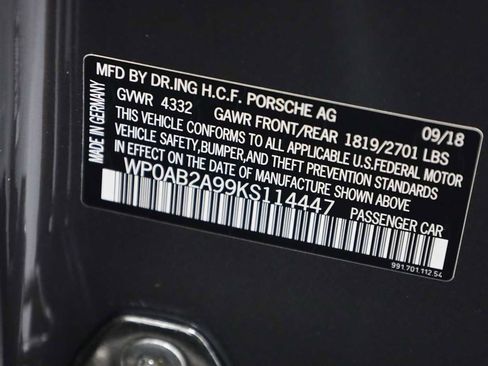 MFD BY DR.ING H.C.F. PORSCHE AG 09/18
MADE IN GERMANY
GVWR 4332 GAWR FRONT/REAR 1819/2701 LBS
THIS VEHICLE CONFORMS TO ALL APPLICABLE U.S.FEDERAL MOTOR
VEHICLE SAFETY,BUMPER,AND THEFT PREVENTION STANDARDS
IN EFFECT ON THE DATE OF MANUFACTURE SHOWN ABOVE
WP0AB2A99KS114447 PASSENGER CAR
991.701.112.54